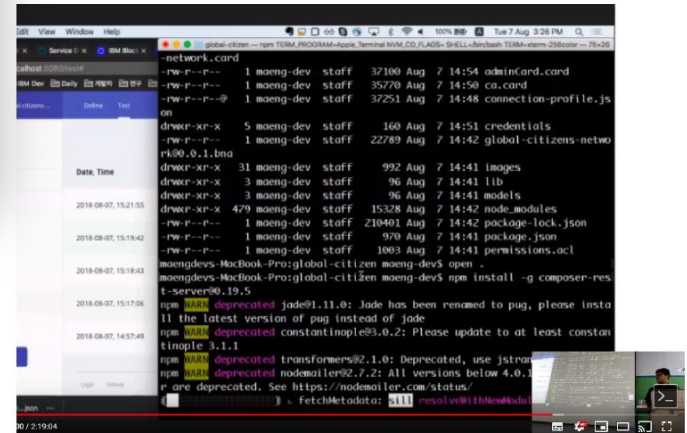 Edit View Window Help
100% Tue 7 Aug 3:26 PM
global-citizen — npm TERM_PROGRAM=Apple_Terminal NVM_CD_FLAGS= SHELL=/bin/bash TERM=xterm-256color — 75×26
Service
IBM
:6080/test#
IBM Dev Daily 개발자 연구
Define Test
Date, Time
2018-08-07, 15:21:55
2018-08-07, 15:19:42
2018-08-07, 15:18:43
2018-08-07, 15:17:06
2018-08-07, 14:57:49
Legal GitHub
.json
-network.card
-rw-r--r-- 1 maeng-dev staff 37100 Aug 7 14:54 adminCard.card
-rw-r--r-- 1 maeng-dev staff 35770 Aug 7 14:50 ca.card
-rw-r--r--@ 1 maeng-dev staff 37251 Aug 7 14:48 connection-profile.js
on
drwxr-xr-x 5 maeng-dev staff 160 Aug 7 14:51 credentials
-rw-r--r-- 1 maeng-dev staff 22789 Aug 7 14:42 global-citizens-netwo
rk@0.0.1.bna
drwxr-xr-x 31 maeng-dev staff 992 Aug 7 14:41 images
drwxr-xr-x 3 maeng-dev staff 96 Aug 7 14:41 lib
drwxr-xr-x 3 maeng-dev staff 96 Aug 7 14:41 models
drwxr-xr-x 479 maeng-dev staff 15328 Aug 7 14:42 node_modules
-rw-r--r-- 1 maeng-dev staff 210401 Aug 7 14:42 package-lock.json
-rw-r--r-- 1 maeng-dev staff 970 Aug 7 14:41 package.json
-rw-r--r-- 1 maeng-dev staff 1003 Aug 7 14:41 permissions.acl
maengdevs-MacBook-Pro:global-citizen maeng-dev$ open .
maengdevs-MacBook-Pro:global-citizen maeng-dev$ npm install -g composer-res
t-server@0.19.5
npm WARN deprecated jade@1.11.0: Jade has been renamed to pug, please insta
ll the latest version of pug instead of jade
npm WARN deprecated constantinople@3.0.2: Please update to at least constan
tinople 3.1.1
npm WARN deprecated transformers@2.1.0: Deprecated, use jstran
npm WARN deprecated nodemailer@2.7.2: All versions below 4.0.1
r are deprecated. See https://nodemailer.com/status/
fetchMetadata: sill resolveWithNewModul
/ 2:19:04